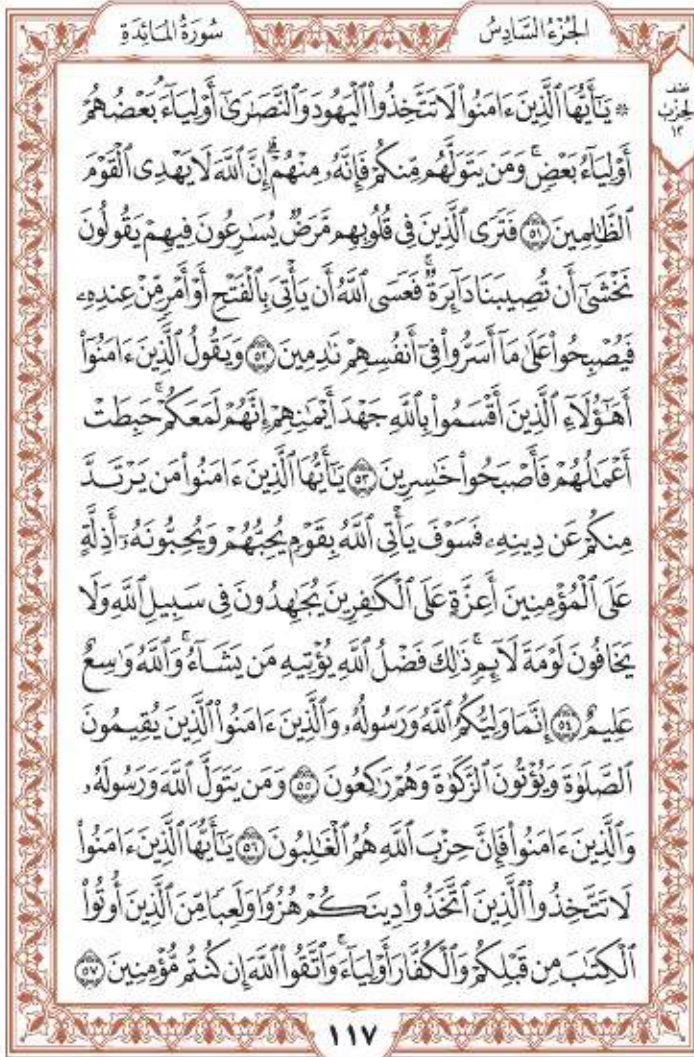 الجُزْءُ السَّادِسُ
سُورَةُ المَائِدَةِ
نصف
الحزب
١٢
۞ يَٰٓأَيُّهَا ٱلَّذِينَ ءَامَنُواْ لَا تَتَّخِذُواْ ٱلۡيَهُودَ وَٱلنَّصَٰرَىٰٓ أَوۡلِيَآءَۘ بَعۡضُهُمۡ
أَوۡلِيَآءُ بَعۡضٖۚ وَمَن يَتَوَلَّهُم مِّنكُمۡ فَإِنَّهُۥ مِنۡهُمۡۗ إِنَّ ٱللَّهَ لَا يَهۡدِي ٱلۡقَوۡمَ
ٱلظَّٰلِمِينَ ٥١ فَتَرَى ٱلَّذِينَ فِي قُلُوبِهِم مَّرَضٞ يُسَٰرِعُونَ فِيهِمۡ يَقُولُونَ
نَخۡشَىٰٓ أَن تُصِيبَنَا دَآئِرَةٞۚ فَعَسَى ٱللَّهُ أَن يَأۡتِيَ بِٱلۡفَتۡحِ أَوۡ أَمۡرٖ مِّنۡ عِندِهِۦ
فَيُصۡبِحُواْ عَلَىٰ مَآ أَسَرُّواْ فِيٓ أَنفُسِهِمۡ نَٰدِمِينَ ٥٢ وَيَقُولُ ٱلَّذِينَ ءَامَنُوٓاْ
أَهَٰٓؤُلَآءِ ٱلَّذِينَ أَقۡسَمُواْ بِٱللَّهِ جَهۡدَ أَيۡمَٰنِهِمۡ إِنَّهُمۡ لَمَعَكُمۡۚ حَبِطَتۡ
أَعۡمَٰلُهُمۡ فَأَصۡبَحُواْ خَٰسِرِينَ ٥٣ يَٰٓأَيُّهَا ٱلَّذِينَ ءَامَنُواْ مَن يَرۡتَدَّ
مِنكُمۡ عَن دِينِهِۦ فَسَوۡفَ يَأۡتِي ٱللَّهُ بِقَوۡمٖ يُحِبُّهُمۡ وَيُحِبُّونَهُۥٓ أَذِلَّةٍ
عَلَى ٱلۡمُؤۡمِنِينَ أَعِزَّةٍ عَلَى ٱلۡكَٰفِرِينَ يُجَٰهِدُونَ فِي سَبِيلِ ٱللَّهِ وَلَا
يَخَافُونَ لَوۡمَةَ لَآئِمٖۚ ذَٰلِكَ فَضۡلُ ٱللَّهِ يُؤۡتِيهِ مَن يَشَآءُۚ وَٱللَّهُ وَٰسِعٌ
عَلِيمٌ ٥٤ إِنَّمَا وَلِيُّكُمُ ٱللَّهُ وَرَسُولُهُۥ وَٱلَّذِينَ ءَامَنُواْ ٱلَّذِينَ يُقِيمُونَ
ٱلصَّلَوٰةَ وَيُؤۡتُونَ ٱلزَّكَوٰةَ وَهُمۡ رَٰكِعُونَ ٥٥ وَمَن يَتَوَلَّ ٱللَّهَ وَرَسُولَهُۥ
وَٱلَّذِينَ ءَامَنُواْ فَإِنَّ حِزۡبَ ٱللَّهِ هُمُ ٱلۡغَٰلِبُونَ ٥٦ يَٰٓأَيُّهَا ٱلَّذِينَ ءَامَنُواْ
لَا تَتَّخِذُواْ ٱلَّذِينَ ٱتَّخَذُواْ دِينَكُمۡ هُزُوٗا وَلَعِبٗا مِّنَ ٱلَّذِينَ أُوتُواْ
ٱلۡكِتَٰبَ مِن قَبۡلِكُمۡ وَٱلۡكُفَّارَ أَوۡلِيَآءَۚ وَٱتَّقُواْ ٱللَّهَ إِن كُنتُم مُّؤۡمِنِينَ ٥٧
١١٧